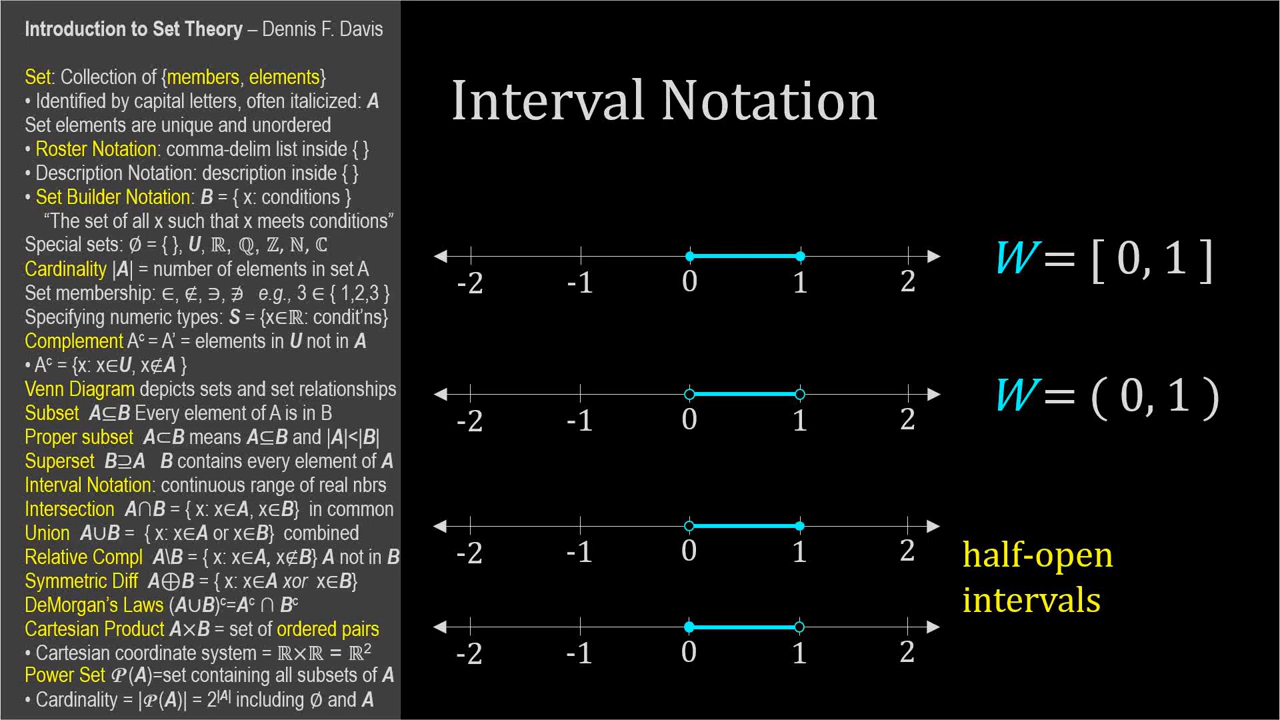 Introduction to Set Theory – Dennis F. Davis
Set: Collection of {members, elements}
• Identified by capital letters, often italicized: A
Set elements are unique and unordered
• Roster Notation: comma-delim list inside { }
• Description Notation: description inside { }
• Set Builder Notation: B = { x: conditions }
“The set of all x such that x meets conditions”
Special sets: ∅ = { }, U, ℝ, ℚ, ℤ, ℕ, ℂ
Cardinality |A| = number of elements in set A
Set membership: ∈, ∉, ∋, ∌ e.g., 3 ∈ { 1,2,3 }
Specifying numeric types: S = {x∈ℝ: condit’ns}
Complement Aᶜ = A’ = elements in U not in A
• Aᶜ = {x: x∈U, x∉A }
Venn Diagram depicts sets and set relationships
Subset A⊆B Every element of A is in B
Proper subset A⊂B means A⊆B and |A|<|B|
Superset B⊇A B contains every element of A
Interval Notation: continuous range of real nbrs
Intersection A∩B = { x: x∈A, x∈B} in common
Union A∪B = { x: x∈A or x∈B} combined
Relative Compl A\B = { x: x∈A, x∉B} A not in B
Symmetric Diff A⊕B = { x: x∈A xor x∈B}
DeMorgan’s Laws (A∪B)ᶜ=Aᶜ ∩ Bᶜ
Cartesian Product A×B = set of ordered pairs
• Cartesian coordinate system = ℝ×ℝ = ℝ²
Power Set 𝒫(A)=set containing all subsets of A
• Cardinality = |𝒫(A)| = 2^|A| including ∅ and A
Interval Notation
-2 -1 0 1 2
W = [ 0, 1 ]
-2 -1 0 1 2
W = ( 0, 1 )
-2 -1 0 1 2
half-open
intervals
-2 -1 0 1 2